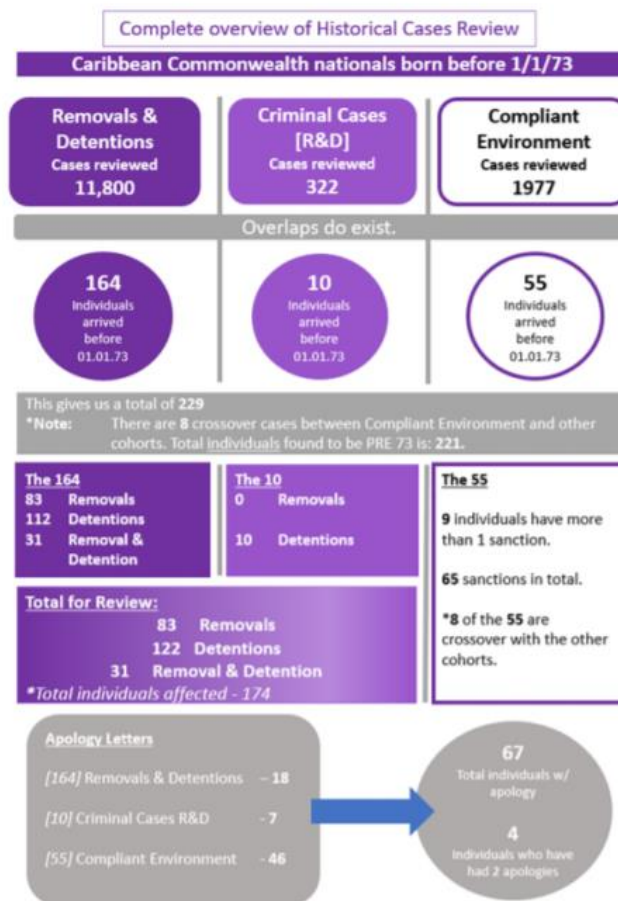 Complete overview of Historical Cases Review
Caribbean Commonwealth nationals born before 1/1/73
Removals &
Detentions
Cases reviewed
11,800
Criminal Cases
[R&D]
Cases reviewed
322
Compliant
Environment
Cases reviewed
1977
Overlaps do exist.
164
Individuals
arrived
before
01.01.73
10
Individuals
arrived
before
01.01.73
55
Individuals
arrived
before
01.01.73
This gives us a total of 229
*Note: There are 8 crossover cases between Compliant Environment and other
cohorts. Total individuals found to be PRE 73 is: 221.
The 164
83 Removals
112 Detentions
31 Removal &
Detention
The 10
0 Removals
10 Detentions
The 55
9 individuals have more
than 1 sanction.
65 sanctions in total.
*8 of the 55 are
crossover with the other
cohorts.
Total for Review:
83 Removals
122 Detentions
31 Removal & Detention
*Total individuals affected - 174
Apology Letters
[164] Removals & Detentions - 18
[10] Criminal Cases R&D - 7
[55] Compliant Environment - 46
67
Total individuals w/
apology
4
Individuals who have
had 2 apologies